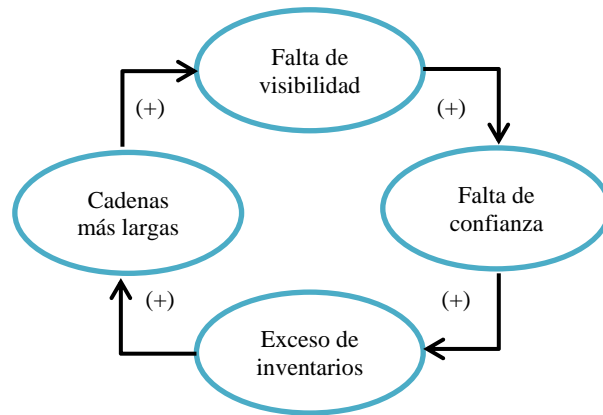 Falta de
visibilidad
(+)
(+)
Cadenas
más largas
Falta de
confianza
(+)
(+)
Exceso de
inventarios